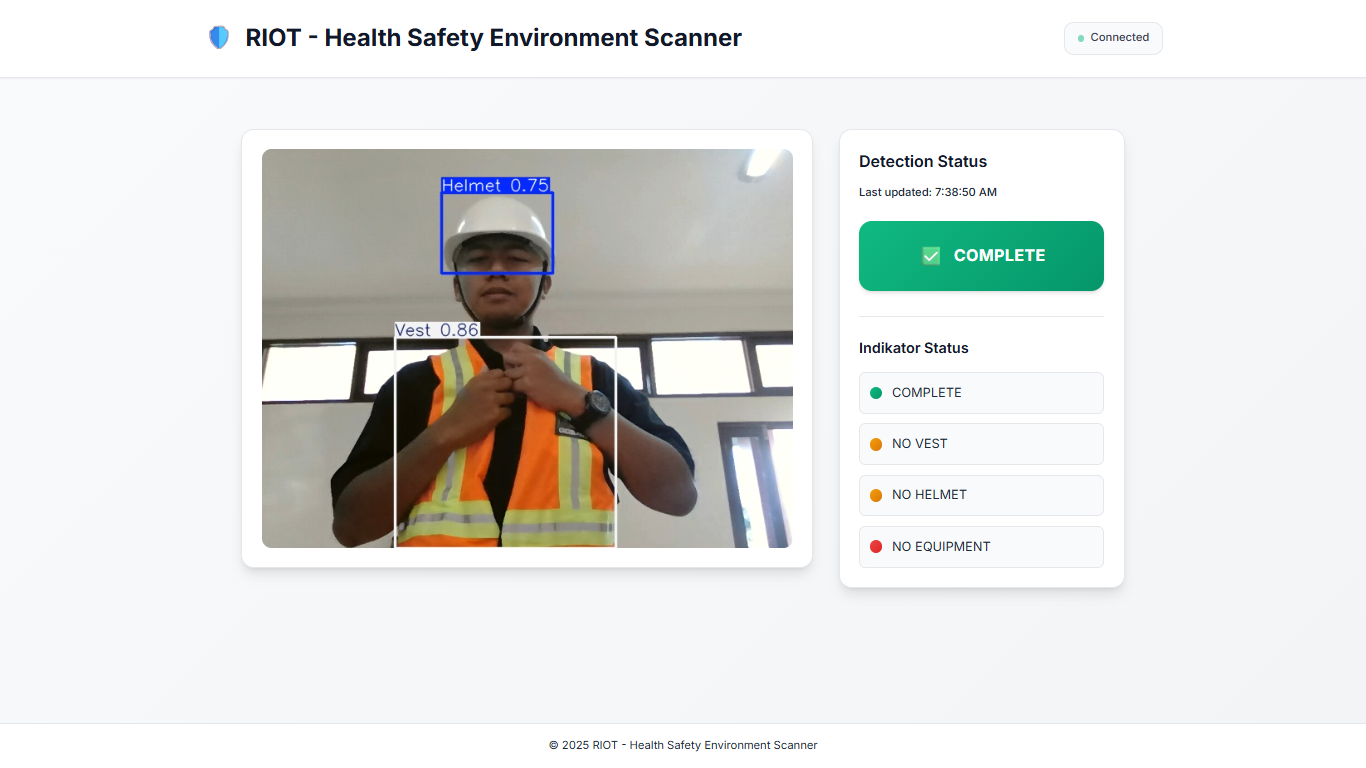 RIOT - Health Safety Environment Scanner
Connected
Helmet 0.75
Vest 0.86
Detection Status
Last updated: 7:38:50 AM
COMPLETE
Indikator Status
COMPLETE
NO VEST
NO HELMET
NO EQUIPMENT
© 2025 RIOT - Health Safety Environment Scanner